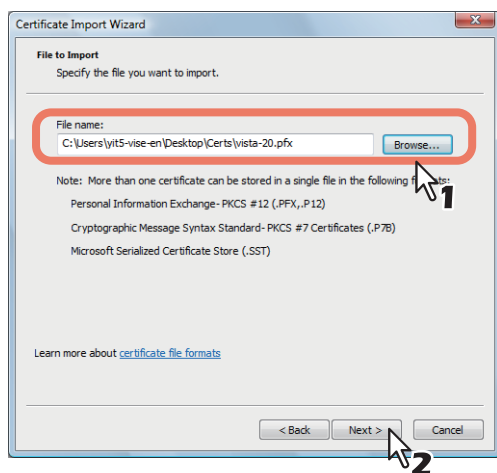 Certificate Import Wizard
File to Import
Specify the file you want to import.
File name:
C:\Users\yit5-vise-en\Desktop\Certs\vista-20.pfx
Browse...
Note: More than one certificate can be stored in a single file in the following
1
Personal Information Exchange- PKCS #12 (.PFX,.P12)
Cryptographic Message Syntax Standard- PKCS #7 Certificates (.P7B)
Microsoft Serialized Certificate Store (.SST)
Learn more about certificate file formats
< Back Next > Cancel
2